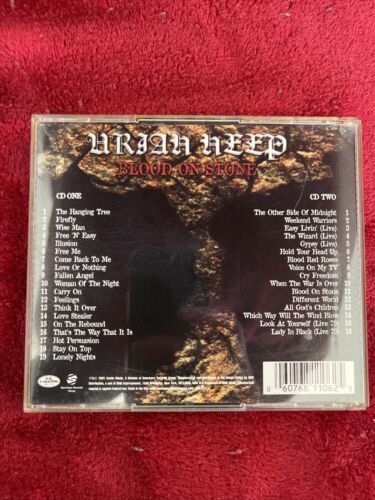 URIAH HEEP
BLOOD ON STONE
CD ONE
1 The Hanging Tree
2 Firefly
3 Wise Man
4 Free 'N' Easy
5 Illusion
6 Free Me
7 Come Back To Me
8 Love Or Nothing
9 Fallen Angel
10 Woman Of The Night
11 Carry On
12 Feelings
13 Think It Over
14 Love Stealer
15 On The Rebound
16 That's The Way That It Is
17 Hot Persuasion
18 Stay On Top
19 Lonely Nights
CD TWO
The Other Side Of Midnight 1
Weekend Warriors 2
Easy Livin' (Live) 3
The Wizard (Live) 4
Gypsy (Live) 5
Hold Your Head Up 6
Blood Red Roses 7
Voice On My TV 8
Cry Freedom 9
When The War Is Over 10
Blood On Stone 11
Different World 12
All God's Children 13
Which Way Will The Wind Blow 14
Look At Yourself (Live 79) 15
Lady In Black (Live 79) 16
0 60768 11062 5